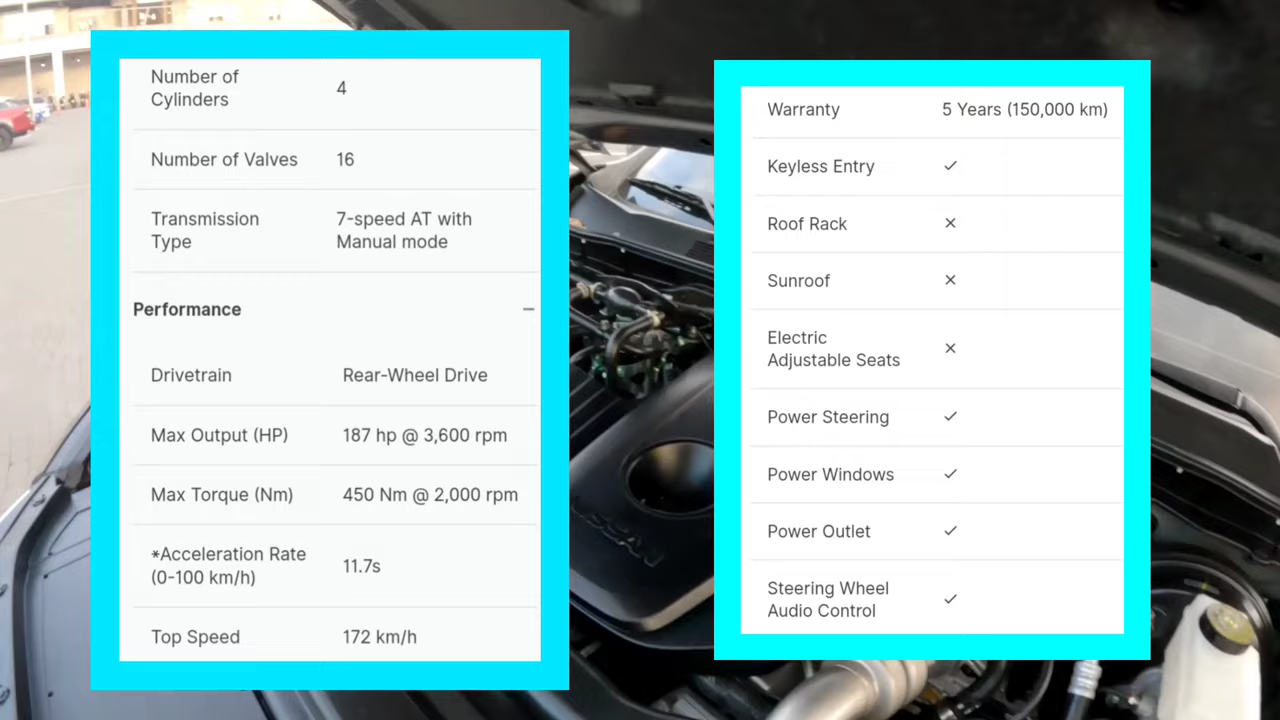 Number of
Cylinders
4
Number of Valves
16
Transmission
Type
7-speed AT with
Manual mode
Performance
−
Drivetrain
Rear-Wheel Drive
Max Output (HP)
187 hp @ 3,600 rpm
Max Torque (Nm)
450 Nm @ 2,000 rpm
*Acceleration Rate
(0-100 km/h)
11.7s
Top Speed
172 km/h
Warranty
5 Years (150,000 km)
Keyless Entry
✓
Roof Rack
×
Sunroof
×
Electric
Adjustable Seats
×
Power Steering
✓
Power Windows
✓
Power Outlet
✓
Steering Wheel
Audio Control
✓
NISSAN